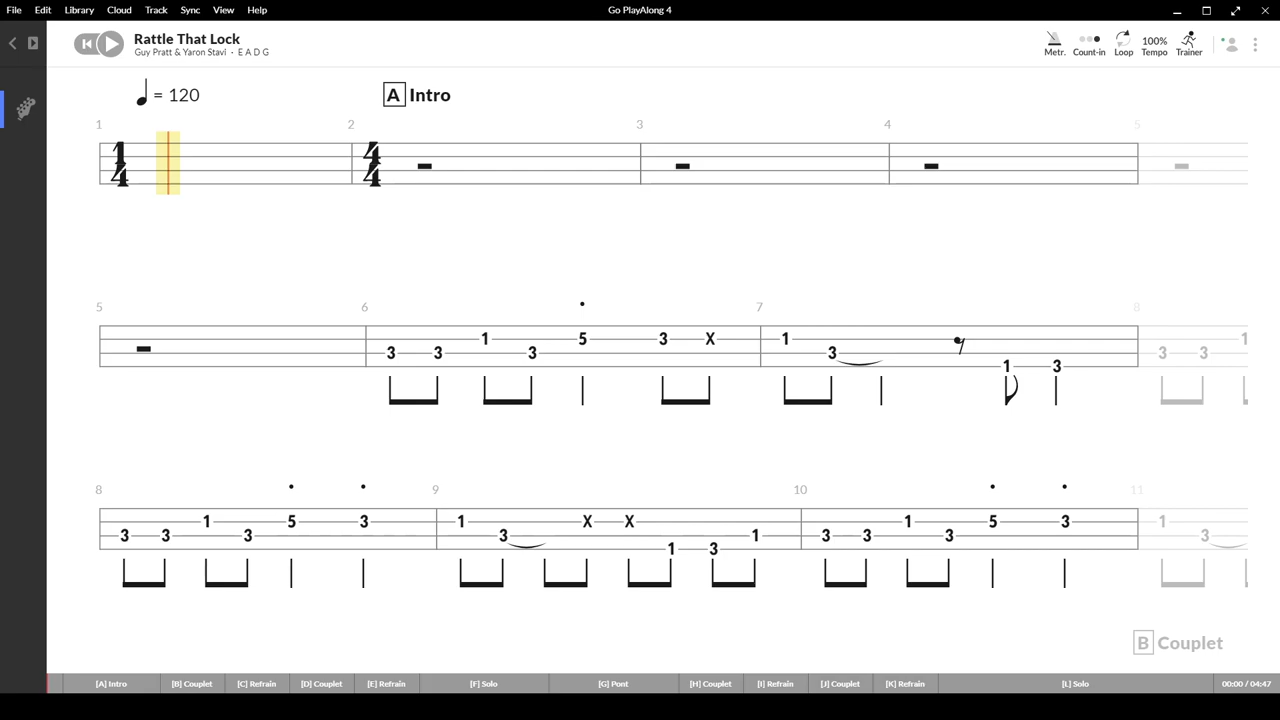 File Edit Library Cloud Track Sync View Help Go PlayAlong 4
Rattle That Lock
Guy Pratt & Yaron Stavi - E A D G
Metr. Count-in Loop 100% Tempo Trainer
= 120 A Intro
1 2 3 4 5
1 4 4 4
5 6 7 8
3 3 1 3 5 3 X 1 3 1 3 3 3 1
8 9 10 11
3 3 1 3 5 3 1 3 X X 1 3 1 3 3 1 3 5 3 1 3
B Couplet
[A] Intro [B] Couplet [C] Refrain [D] Couplet [E] Refrain [F] Solo [G] Pont [H] Couplet [I] Refrain [J] Couplet [K] Refrain [L] Solo 00:00 / 04:47